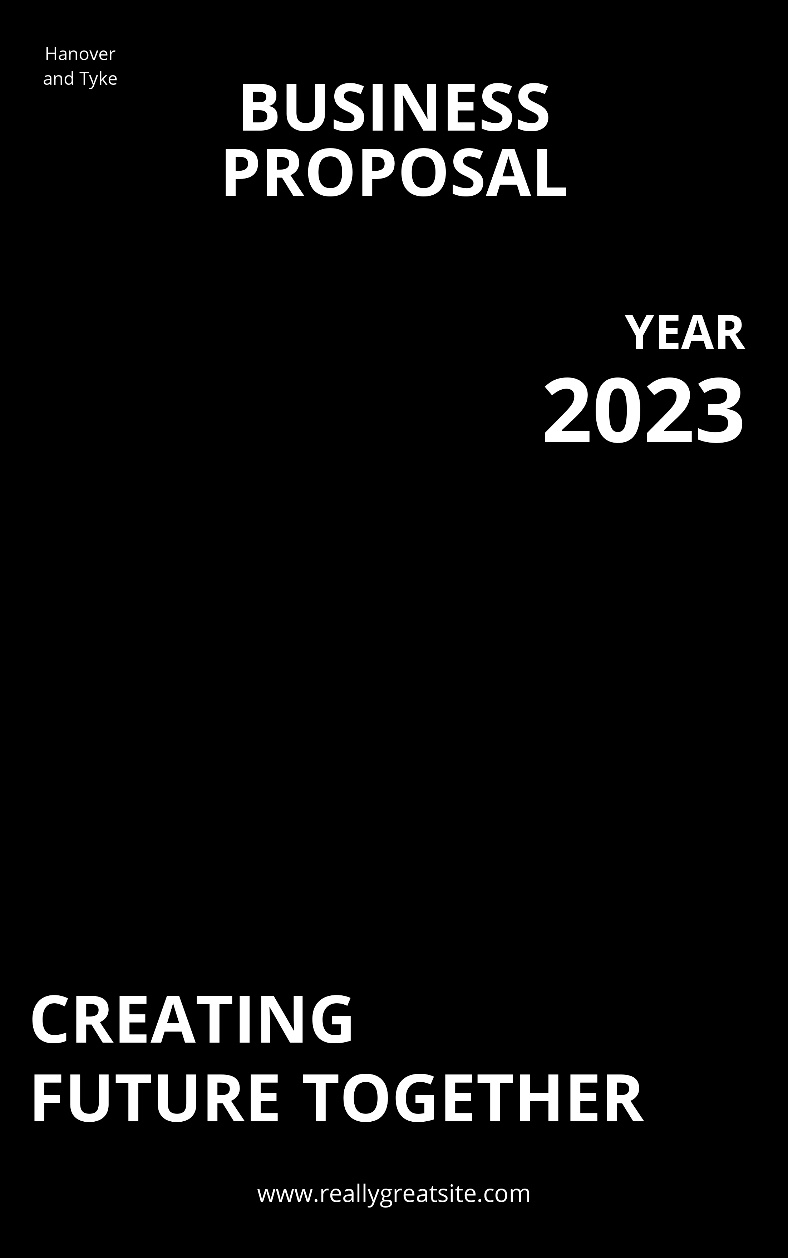 Hanover
and Tyke
BUSINESS
PROPOSAL
YEAR
2023
CREATING
FUTURE TOGETHER
www.reallygreatsite.com